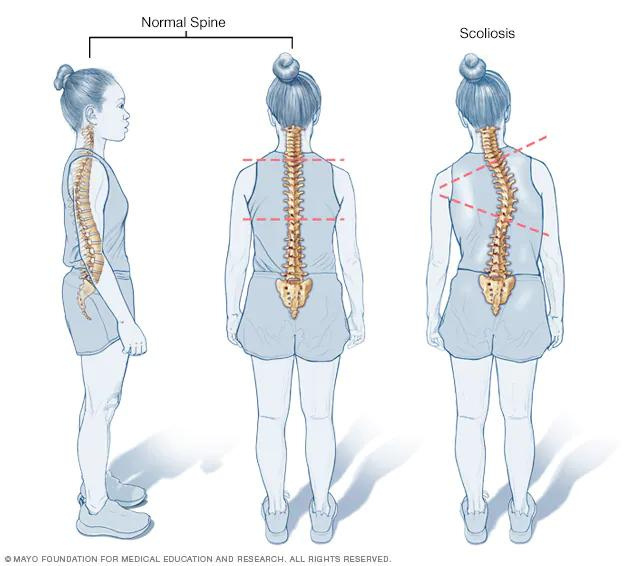 Normal Spine
Scoliosis
© MAYO FOUNDATION FOR MEDICAL EDUCATION AND RESEARCH. ALL RIGHTS RESERVED.